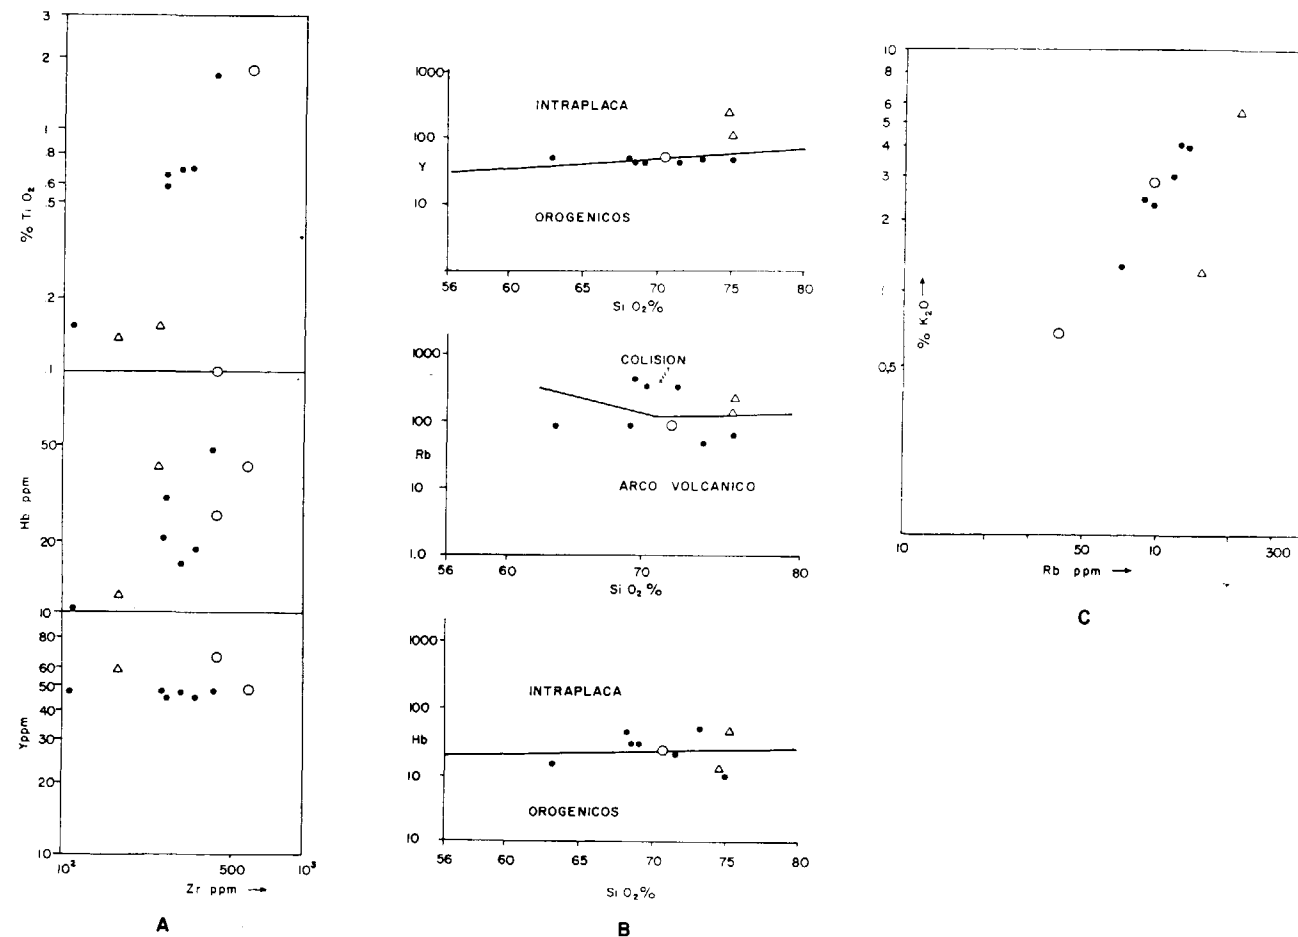 3
2
1
.8
.6
.5
% Ti O2
.2
.1
50
Hb ppm
20
10
80
60
50
40
Yppm
30
20
10
10² 500 10³
Zr ppm →
A
1000
INTRAPLACA
100
Y
10
OROGENICOS
56 60 65 70 75 80
Si O2%
1000
COLISION
100
Rb
10
ARCO VOLCANICO
1.0
56 60 70 80
Si O2%
1000
INTRAPLACA
100
Hb
10
OROGENICOS
10
56 60 65 70 75 80
Si O2%
B
10
8
6
5
4
3
2
1
% K2O →
0,5
10 50 10 300
Rb ppm →
C